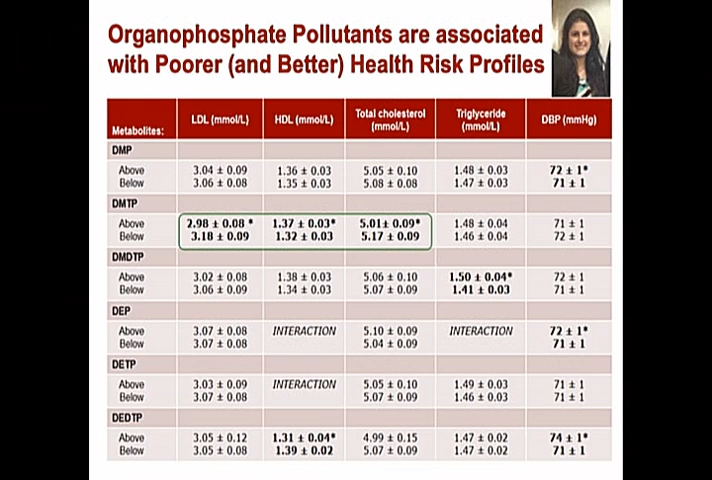 Organophosphate Pollutants are associated
with Poorer (and Better) Health Risk Profiles
Metabolites: LDL (mmol/L) HDL (mmol/L) Total cholesterol (mmol/L) Triglyceride (mmol/L) DBP (mmHg)
DMP
Above 3.04 ± 0.09 1.36 ± 0.03 5.05 ± 0.10 1.48 ± 0.03 72 ± 1*
Below 3.06 ± 0.08 1.35 ± 0.03 5.08 ± 0.08 1.47 ± 0.03 71 ± 1
DMTP
Above 2.98 ± 0.08 * 1.37 ± 0.03* 5.01± 0.09* 1.48 ± 0.04 71 ± 1
Below 3.18 ± 0.09 1.32 ± 0.03 5.17 ± 0.09 1.46 ± 0.04 72 ± 1
DMDTP
Above 3.02 ± 0.08 1.38 ± 0.03 5.06 ± 0.10 1.50 ± 0.04* 72 ± 1
Below 3.06 ± 0.09 1.34 ± 0.03 5.07 ± 0.09 1.41 ± 0.03 71 ± 1
DEP
Above 3.07 ± 0.08 INTERACTION 5.10 ± 0.09 INTERACTION 72 ± 1*
Below 3.07 ± 0.08 5.04 ± 0.09 71 ± 1
DETP
Above 3.03 ± 0.09 INTERACTION 5.05 ± 0.10 1.49 ± 0.03 71 ± 1
Below 3.07 ± 0.08 5.07 ± 0.09 1.46 ± 0.03 71 ± 1
DEDTP
Above 3.05 ± 0.12 1.31 ± 0.04* 4.99 ± 0.15 1.47 ± 0.02 74 ± 1*
Below 3.05 ± 0.08 1.39 ± 0.02 5.07 ± 0.09 1.47 ± 0.02 71 ± 1